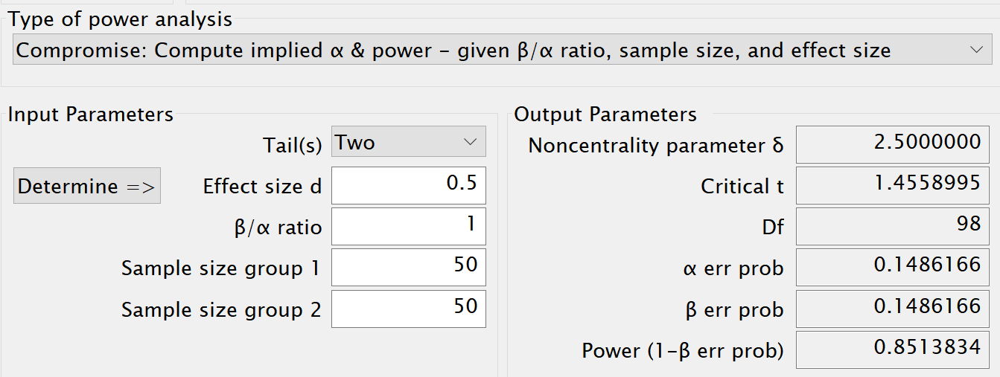 Type of power analysis
Compromise: Compute implied α & power – given β/α ratio, sample size, and effect size
Input Parameters
Tail(s) Two
Determine => Effect size d 0.5
β/α ratio 1
Sample size group 1 50
Sample size group 2 50
Output Parameters
Noncentrality parameter δ 2.5000000
Critical t 1.4558995
Df 98
α err prob 0.1486166
β err prob 0.1486166
Power (1–β err prob) 0.8513834